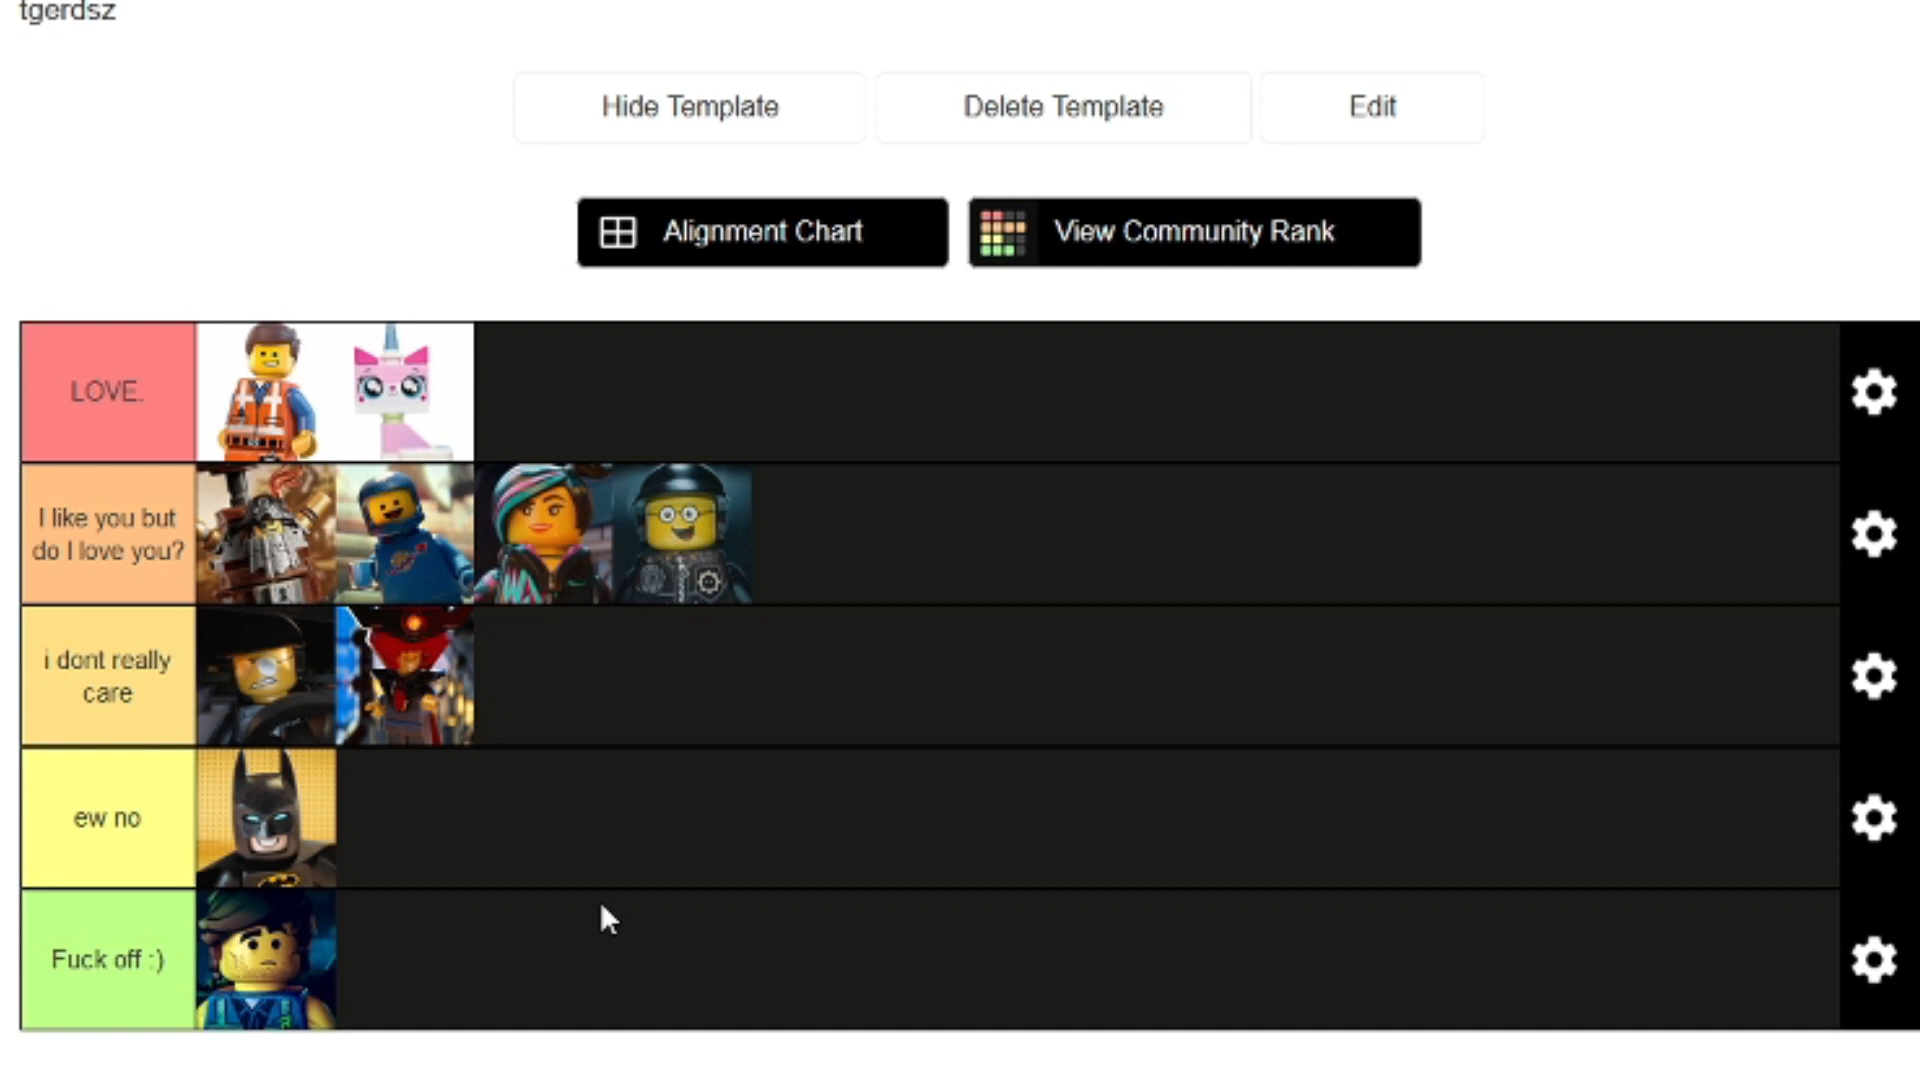 tgerdsz
Hide Template
Delete Template
Edit
Alignment Chart
View Community Rank
LOVE.
I like you but
do I love you?
i dont really
care
ew no
Fuck off :)